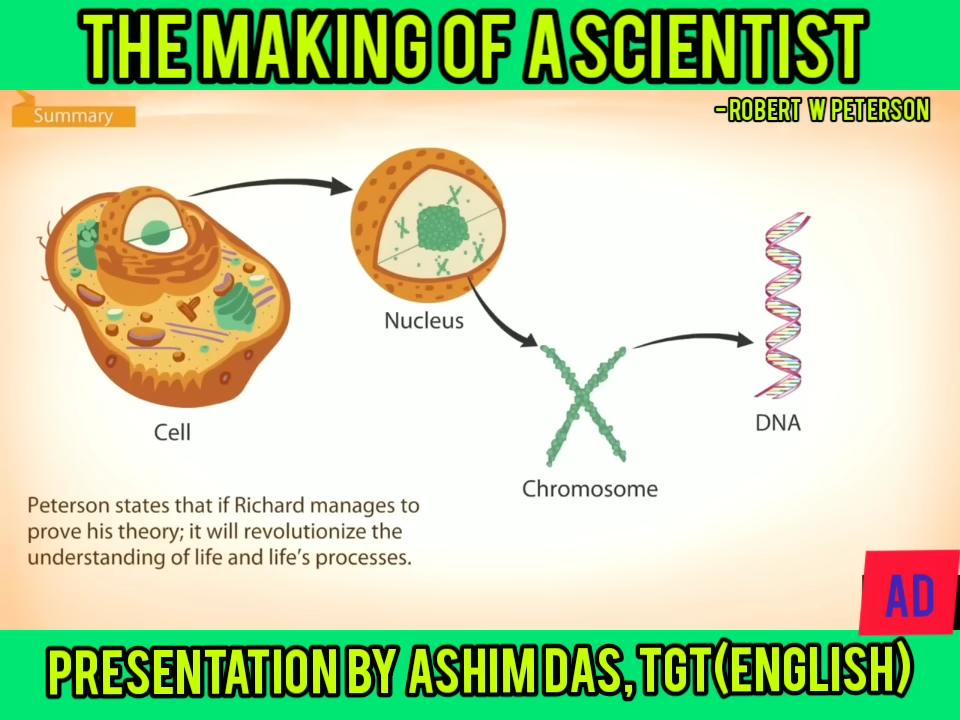 THE MAKING OF A SCIENTIST
Summary
- ROBERT W PETERSON
Nucleus
Cell
DNA
Chromosome
Peterson states that if Richard manages to
prove his theory; it will revolutionize the
understanding of life and life's processes.
AD
PRESENTATION BY ASHIM DAS, TGT(ENGLISH)